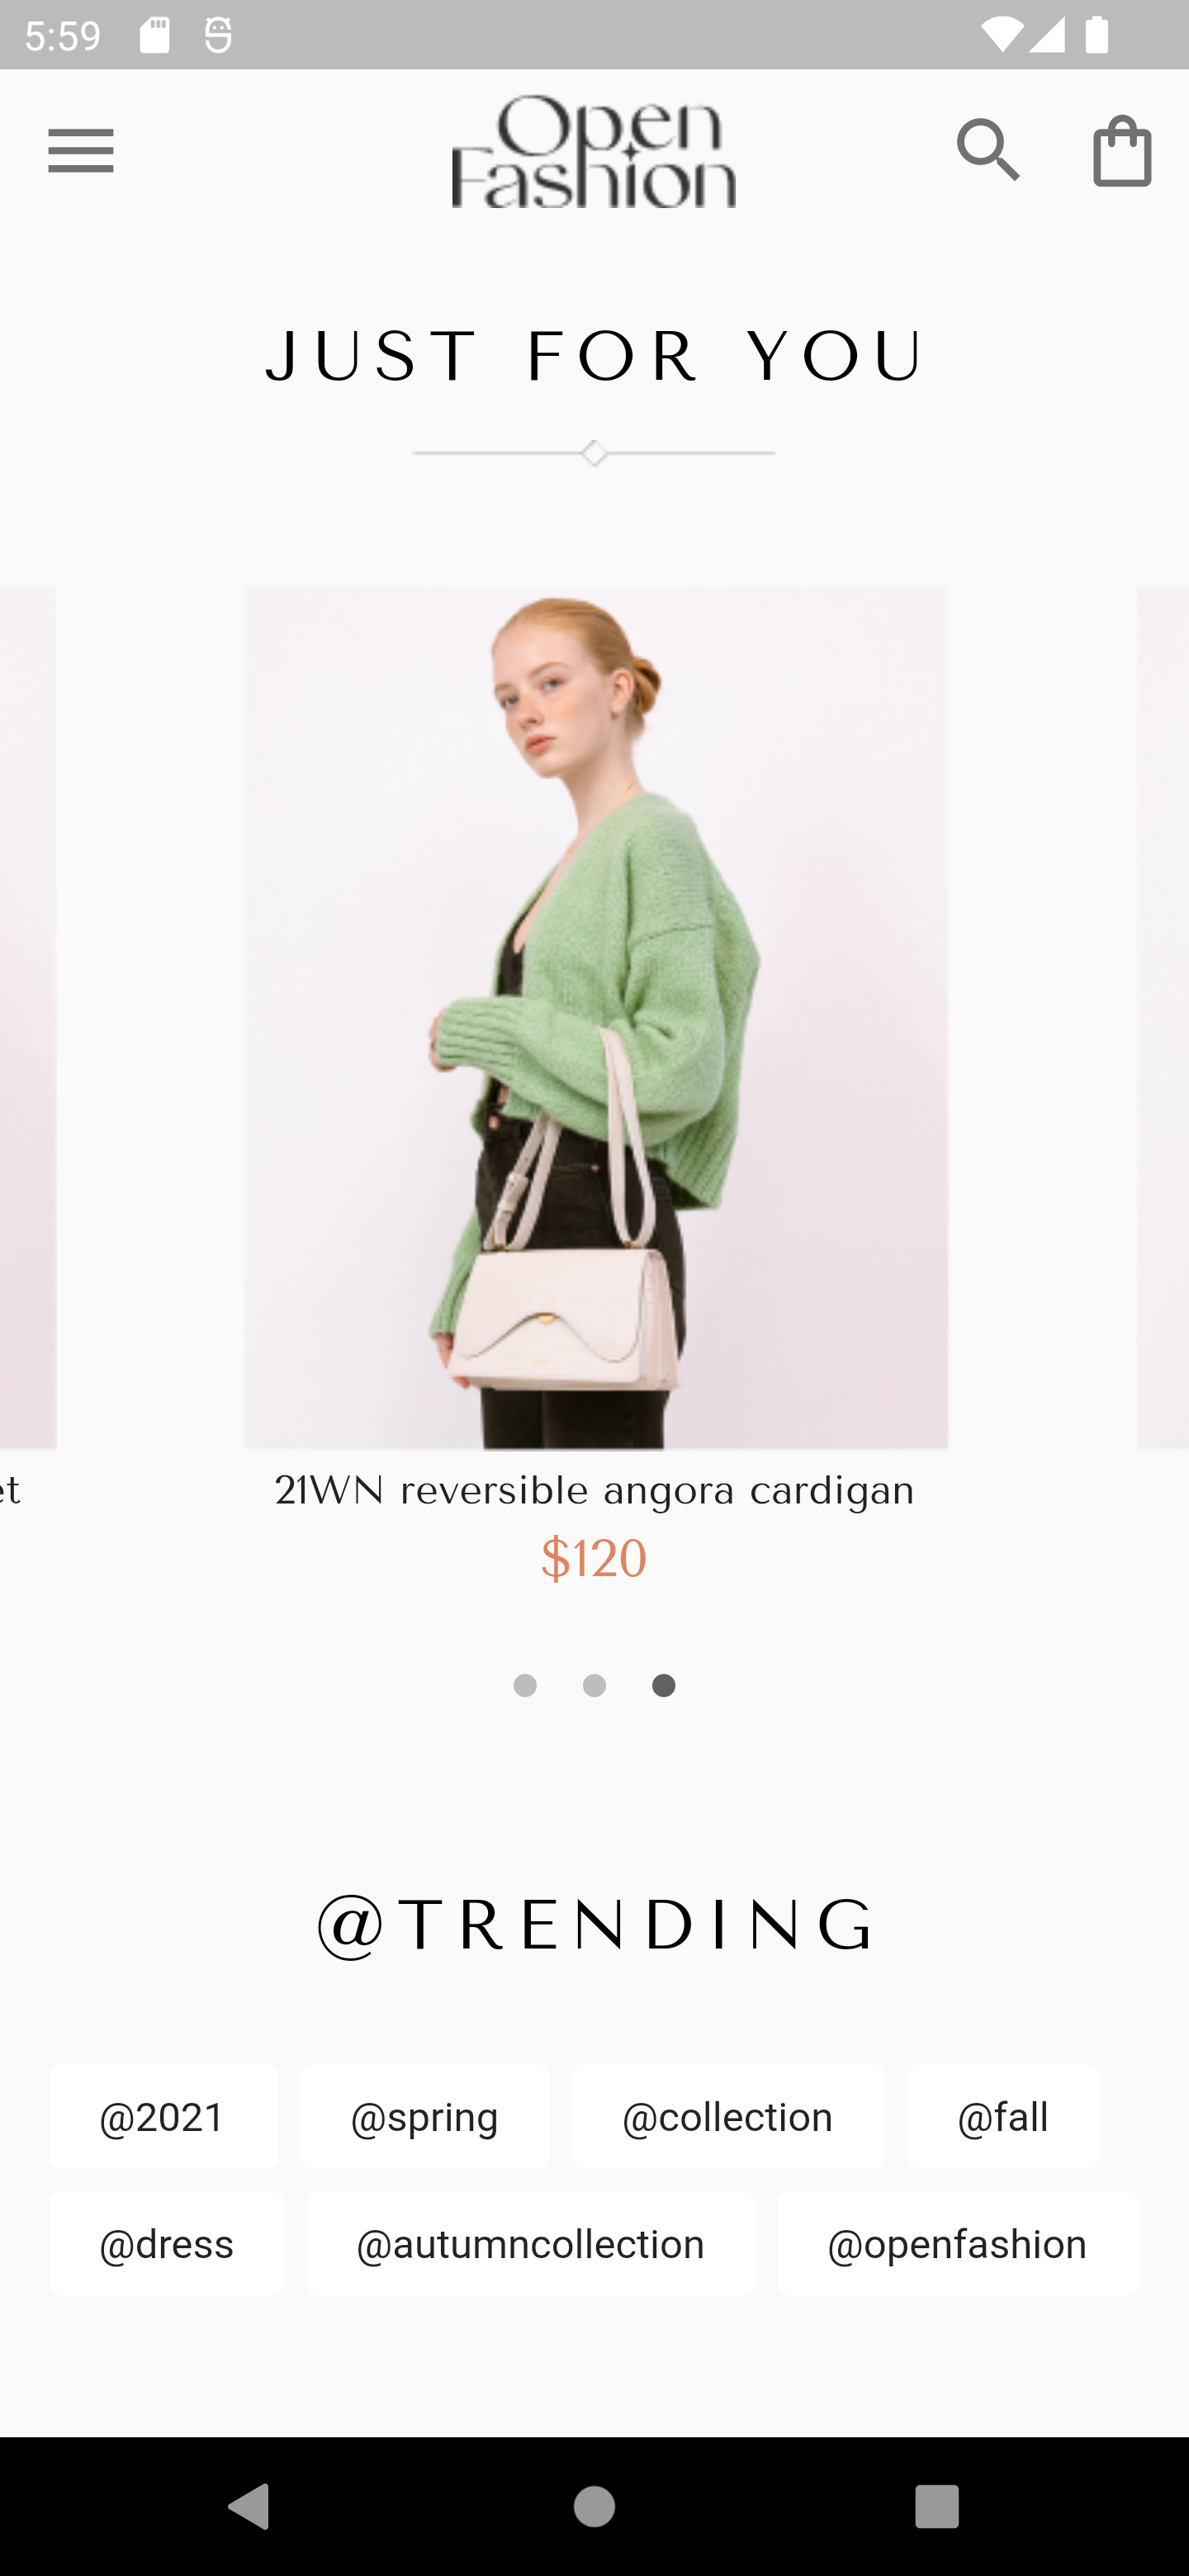 5:59
Open
Fashion
JUST FOR YOU
et
21WN reversible angora cardigan
$120
@TRENDING
@2021 @spring @collection @fall
@dress @autumncollection @openfashion